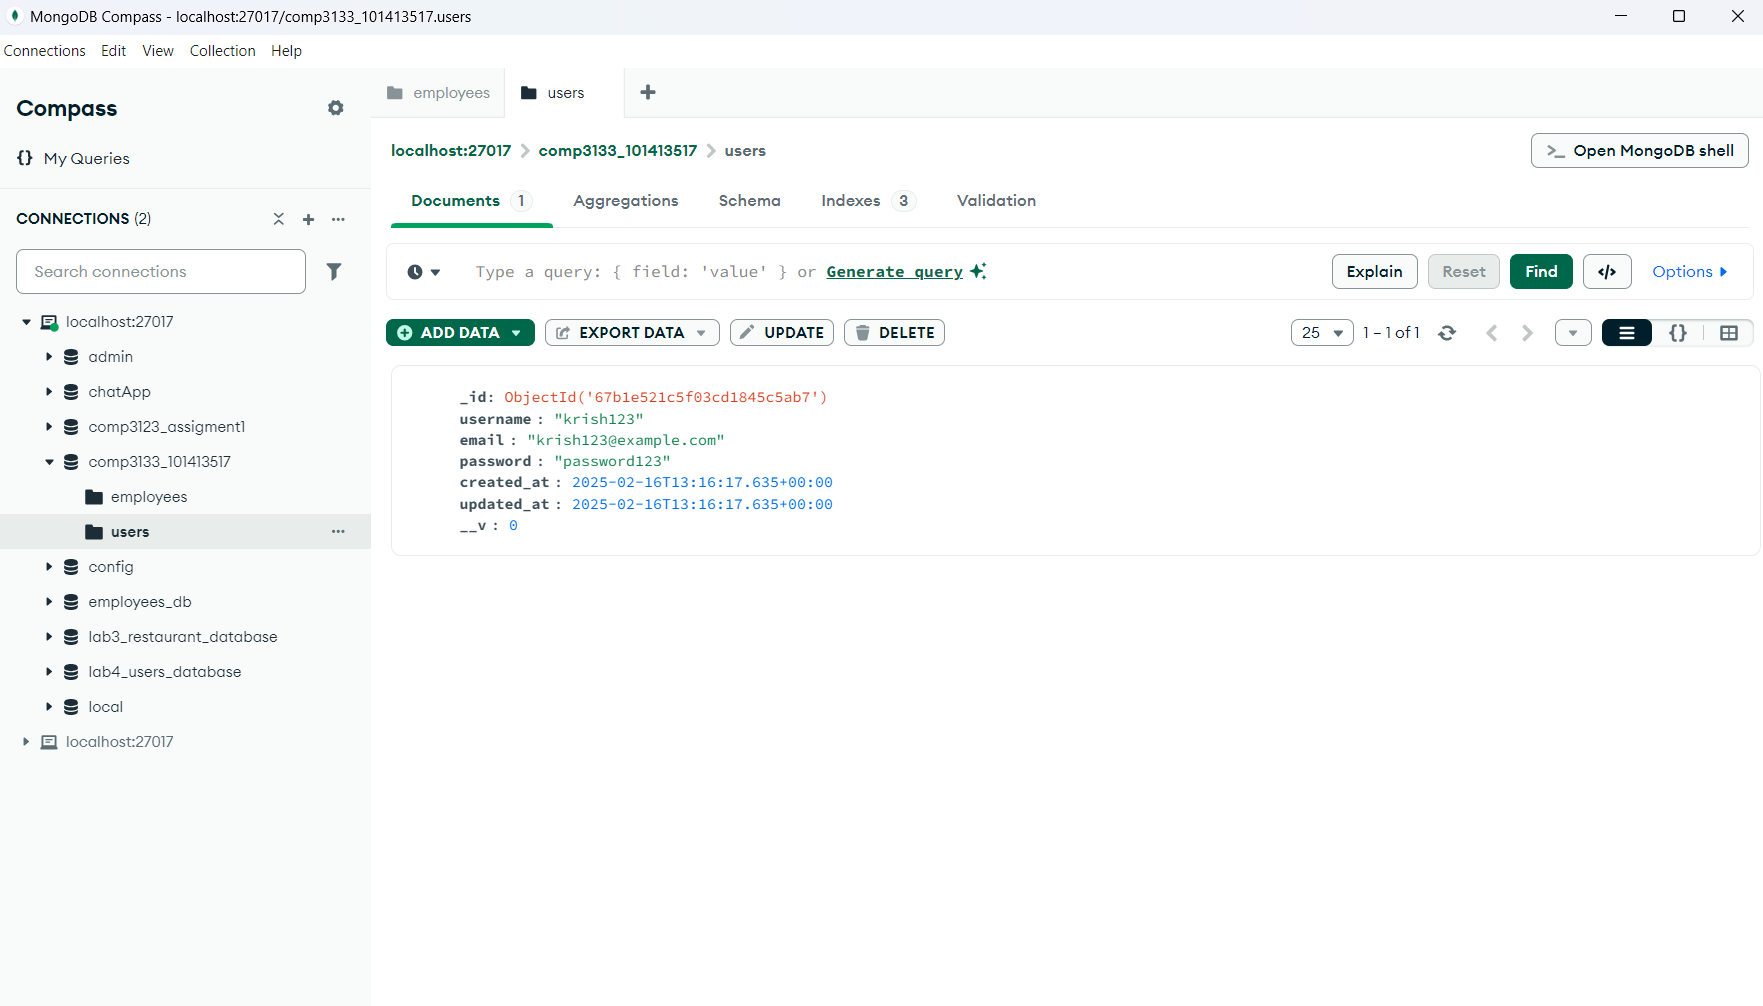 MongoDB Compass - localhost:27017/comp3133_101413517.users
Connections Edit View Collection Help
Compass
{} My Queries
CONNECTIONS (2)
Search connections
localhost:27017
admin
chatApp
comp3123_assigment1
comp3133_101413517
employees
users
config
employees_db
lab3_restaurant_database
lab4_users_database
local
localhost:27017
employees users
localhost:27017 > comp3133_101413517 > users
>_ Open MongoDB shell
Documents 1 Aggregations Schema Indexes 3 Validation
Type a query: { field: 'value' } or Generate query
Explain Reset Find </> Options
ADD DATA EXPORT DATA UPDATE DELETE
25 1 – 1 of 1 {}
_id: ObjectId('67b1e521c5f03cd1845c5ab7')
username : "krish123"
email : "krish123@example.com"
password : "password123"
created_at : 2025-02-16T13:16:17.635+00:00
updated_at : 2025-02-16T13:16:17.635+00:00
__v : 0